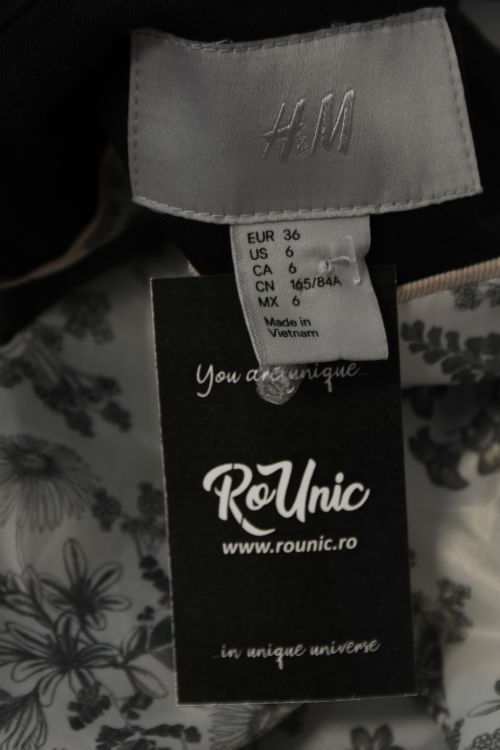 H&M
EUR 36
US 6
CA 6
CN 165/84A
MX 6
Made in
Vietnam
You are unique...
RoUnic
www.rounic.ro
...in unique universe